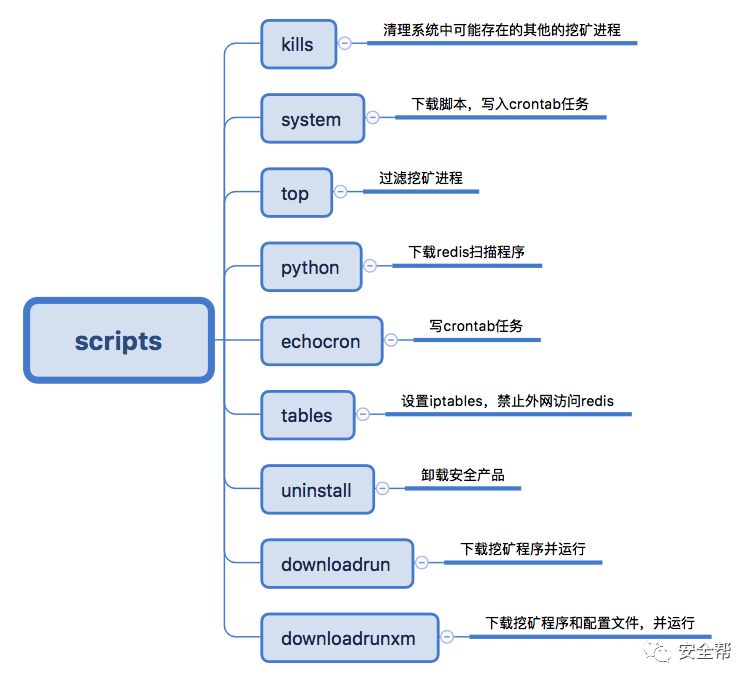 kills
清理系统中可能存在的其他的挖矿进程
system
下载脚本，写入crontab任务
top
过滤挖矿进程
python
下载redis扫描程序
scripts
echocron
写crontab任务
tables
设置iptables，禁止外网访问redis
uninstall
卸载安全产品
downloadrun
下载挖矿程序并运行
downloadrunxm
下载挖矿程序和配置文件，并运行
安全帮